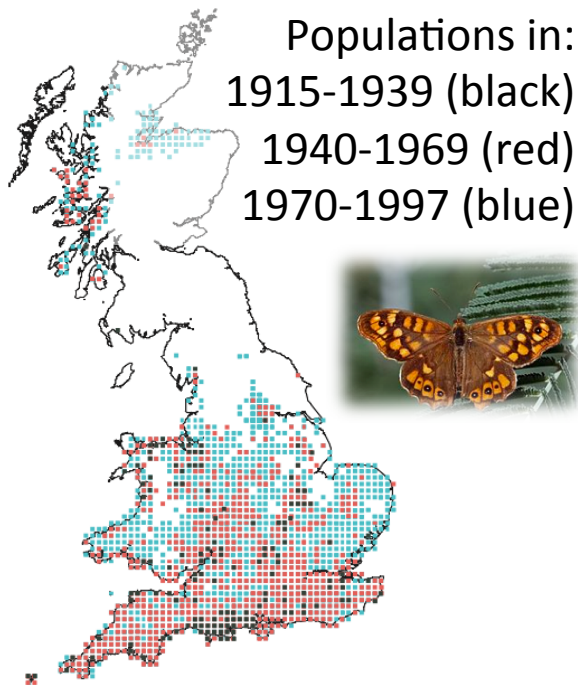 Populations in:
1915-1939 (black)
1940-1969 (red)
1970-1997 (blue)